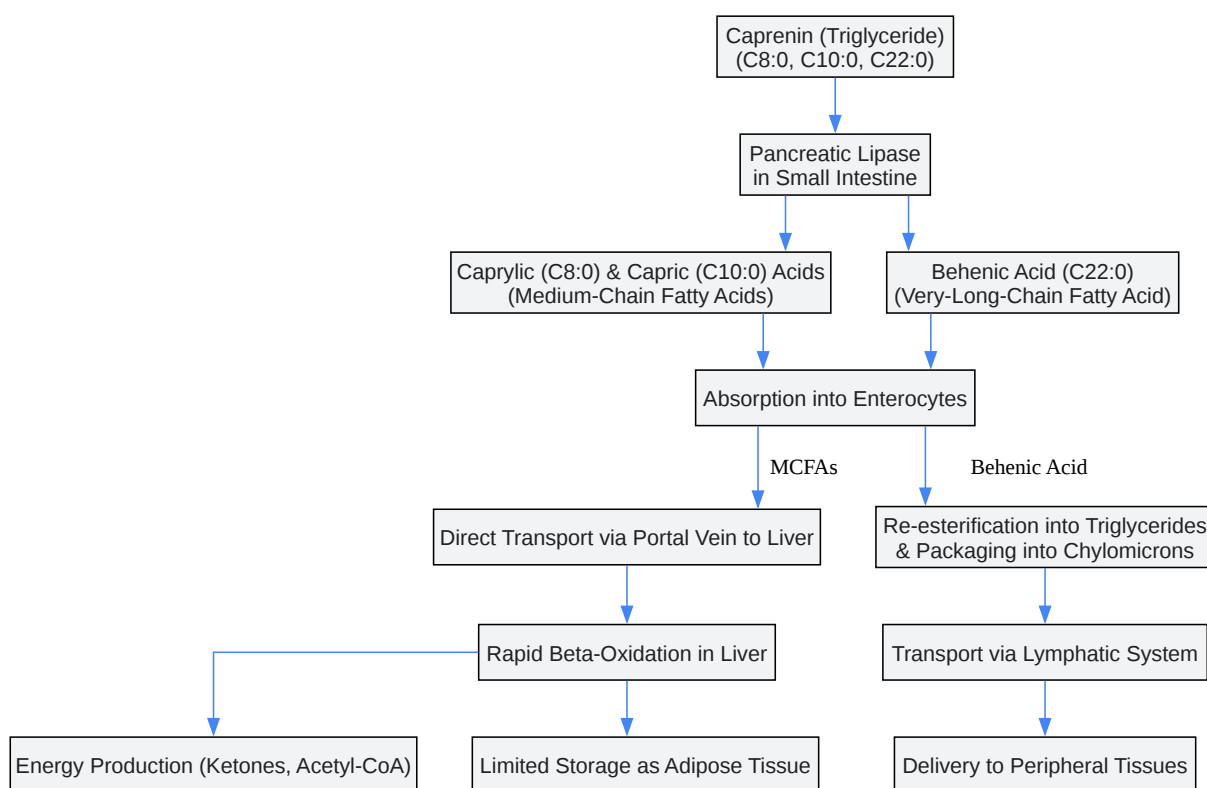 Caprenin (Triglyceride)
(C8:0, C10:0, C22:0)
Pancreatic Lipase
in Small Intestine
Caprylic (C8:0) & Capric (C10:0) Acids
(Medium-Chain Fatty Acids)
Behenic Acid (C22:0)
(Very-Long-Chain Fatty Acid)
Absorption into Enterocytes
MCFAs
Behenic Acid
Direct Transport via Portal Vein to Liver
Re-esterification into Triglycerides
& Packaging into Chylomicrons
Rapid Beta-Oxidation in Liver
Transport via Lymphatic System
Energy Production (Ketones, Acetyl-CoA)
Limited Storage as Adipose Tissue
Delivery to Peripheral Tissues